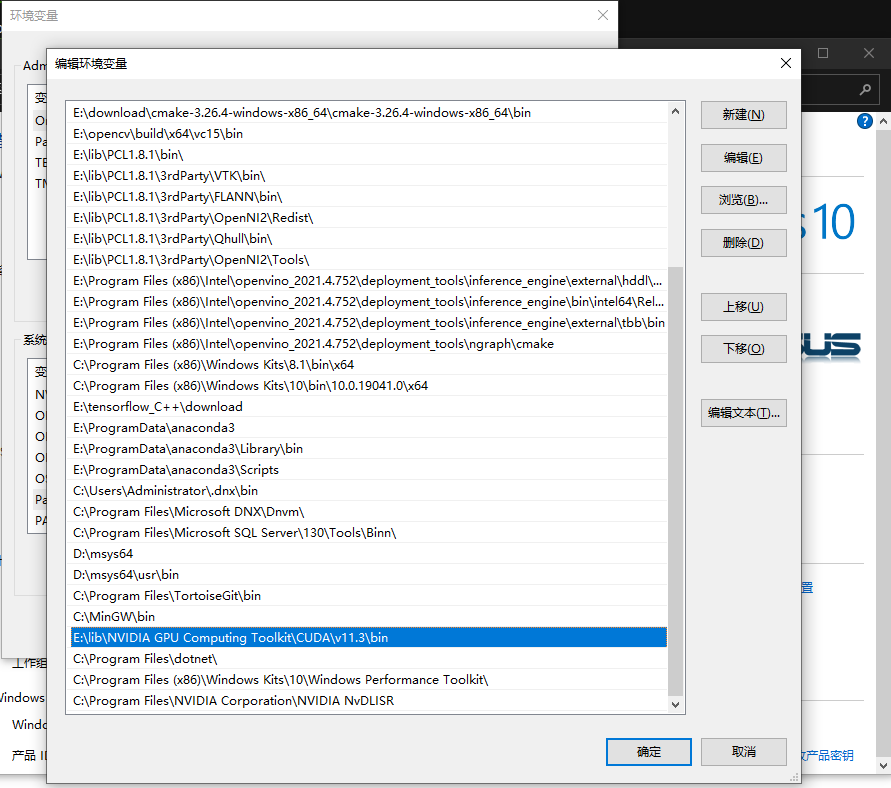 环境变量
编辑环境变量
Adm
E:\download\cmake-3.26.4-windows-x86_64\cmake-3.26.4-windows-x86_64\bin
E:\opencv\build\x64\vc15\bin
E:\lib\PCL1.8.1\bin\
E:\lib\PCL1.8.1\3rdParty\VTK\bin\
E:\lib\PCL1.8.1\3rdParty\FLANN\bin\
E:\lib\PCL1.8.1\3rdParty\OpenNI2\Redist\
E:\lib\PCL1.8.1\3rdParty\Qhull\bin\
E:\lib\PCL1.8.1\3rdParty\OpenNI2\Tools\
E:\Program Files (x86)\Intel\openvino_2021.4.752\deployment_tools\inference_engine\external\hddl\...
E:\Program Files (x86)\Intel\openvino_2021.4.752\deployment_tools\inference_engine\bin\intel64\Rel...
E:\Program Files (x86)\Intel\openvino_2021.4.752\deployment_tools\inference_engine\external\tbb\bin
E:\Program Files (x86)\Intel\openvino_2021.4.752\deployment_tools\ngraph\cmake
C:\Program Files (x86)\Windows Kits\8.1\bin\x64
C:\Program Files (x86)\Windows Kits\10\bin\10.0.19041.0\x64
E:\tensorflow_C++\download
E:\ProgramData\anaconda3
E:\ProgramData\anaconda3\Library\bin
E:\ProgramData\anaconda3\Scripts
C:\Users\Administrator\.dnx\bin
C:\Program Files\Microsoft DNX\Dnvm\
C:\Program Files\Microsoft SQL Server\130\Tools\Binn\
D:\msys64
D:\msys64\usr\bin
C:\Program Files\TortoiseGit\bin
C:\MinGW\bin
E:\lib\NVIDIA GPU Computing Toolkit\CUDA\v11.3\bin
C:\Program Files\dotnet\
C:\Program Files (x86)\Windows Kits\10\Windows Performance Toolkit\
C:\Program Files\NVIDIA Corporation\NVIDIA NvDLISR
新建(N)
编辑(E)
浏览(B)...
删除(D)
上移(U)
下移(O)
编辑文本(T)...
确定
取消
变
Or
Pa
TE
TM
系统
变
NV
Pa
PA
工作组
Windows
Windo
产品 ID
s 10
US
置
产品密钥